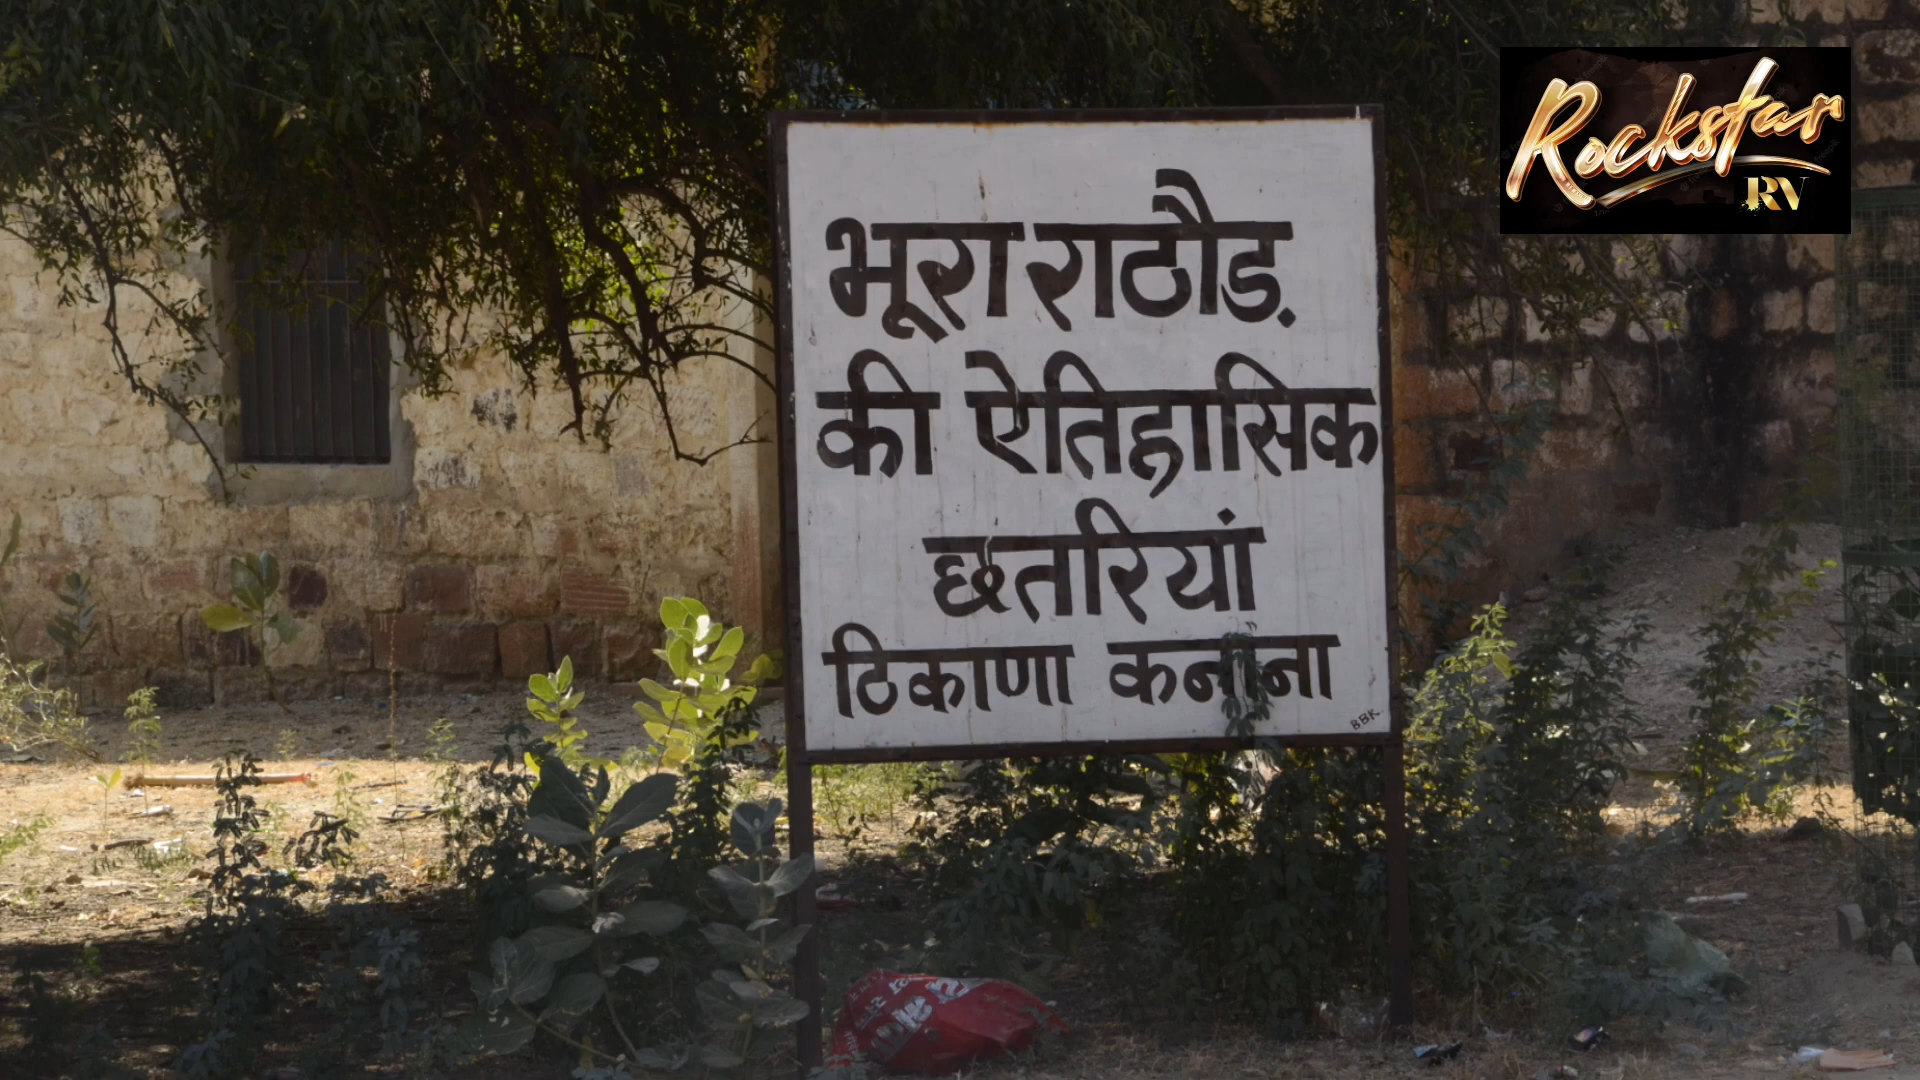 Rockstar
RV
भूरा राठौड़
की ऐतिहासिक
छतरियां
ठिकाणा कनाना
BBK.